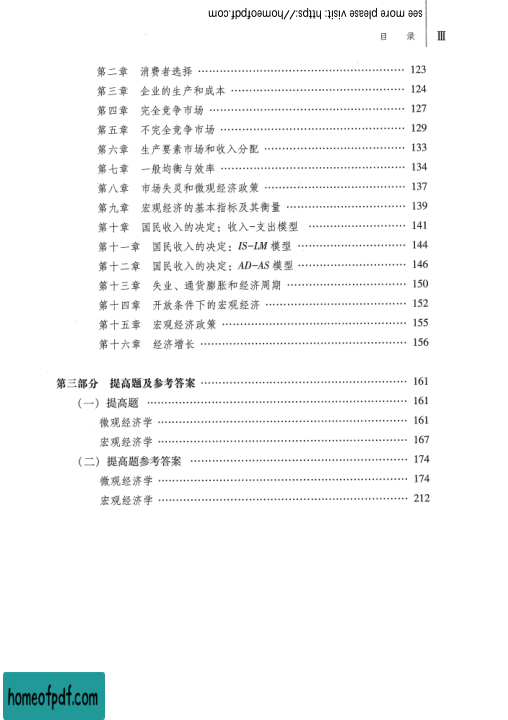 see more please visit: https://homeofpdf.com
目 录 Ⅲ
第二章 消费者选择 …… 123
第三章 企业的生产和成本 …… 124
第四章 完全竞争市场 …… 127
第五章 不完全竞争市场 …… 129
第六章 生产要素市场和收入分配 …… 133
第七章 一般均衡与效率 …… 134
第八章 市场失灵和微观经济政策 …… 137
第九章 宏观经济的基本指标及其衡量 …… 139
第十章 国民收入的决定：收入-支出模型 …… 141
第十一章 国民收入的决定：IS-LM 模型 …… 144
第十二章 国民收入的决定：AD-AS 模型 …… 146
第十三章 失业、通货膨胀和经济周期 …… 150
第十四章 开放条件下的宏观经济 …… 152
第十五章 宏观经济政策 …… 155
第十六章 经济增长 …… 156
第三部分 提高题及参考答案 …… 161
（一）提高题 …… 161
微观经济学 …… 161
宏观经济学 …… 167
（二）提高题参考答案 …… 174
微观经济学 …… 174
宏观经济学 …… 212
homeofpdf.com